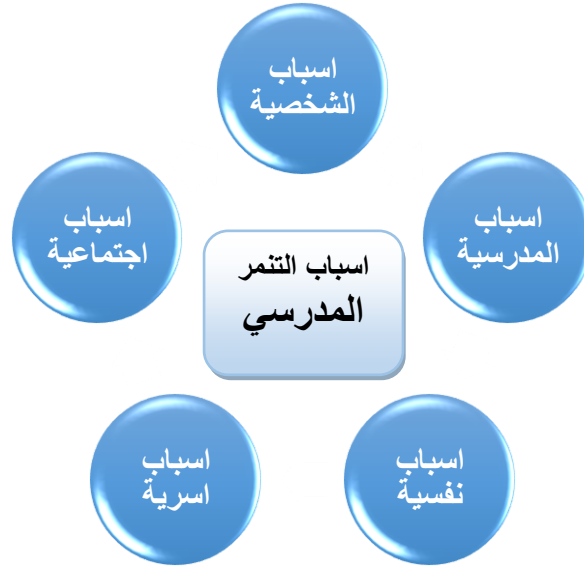 اسباب
الشخصية
اسباب
المدرسية
اسباب
اجتماعية
اسباب التنمر
المدرسي
اسباب
نفسية
اسباب
اسرية